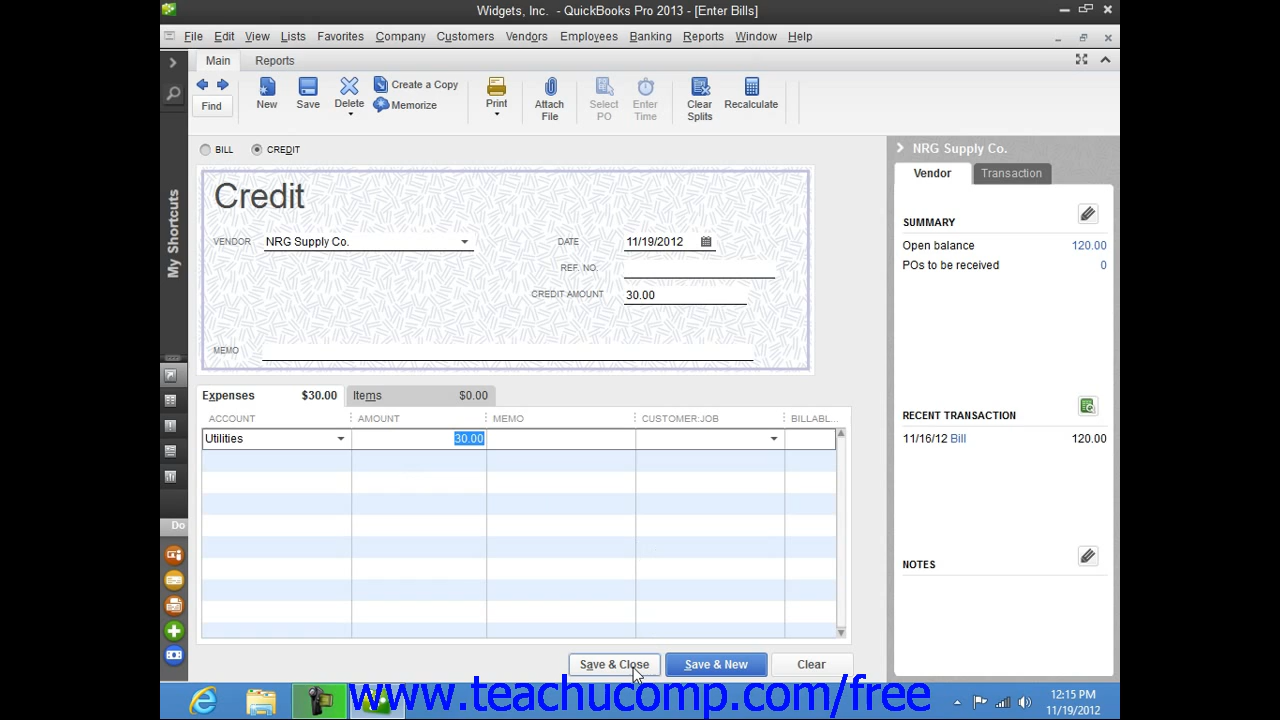 Widgets, Inc. - QuickBooks Pro 2013 - [Enter Bills]
File Edit View Lists Favorites Company Customers Vendors Employees Banking Reports Window Help
Main Reports
Find New Save Delete Create a Copy Memorize Print Attach File Select PO Enter Time Clear Splits Recalculate
My Shortcuts
Do
BILL CREDIT
Credit
VENDOR NRG Supply Co. DATE 11/19/2012
REF. NO.
CREDIT AMOUNT 30.00
MEMO
Expenses $30.00 Items $0.00
ACCOUNT AMOUNT MEMO CUSTOMER:JOB BILLABL...
Utilities 30.00
Save & Close Save & New Clear
NRG Supply Co.
Vendor Transaction
SUMMARY
Open balance 120.00
POs to be received 0
RECENT TRANSACTION
11/16/12 Bill 120.00
NOTES
www.teachucomp.com/free
12:15 PM
11/19/2012